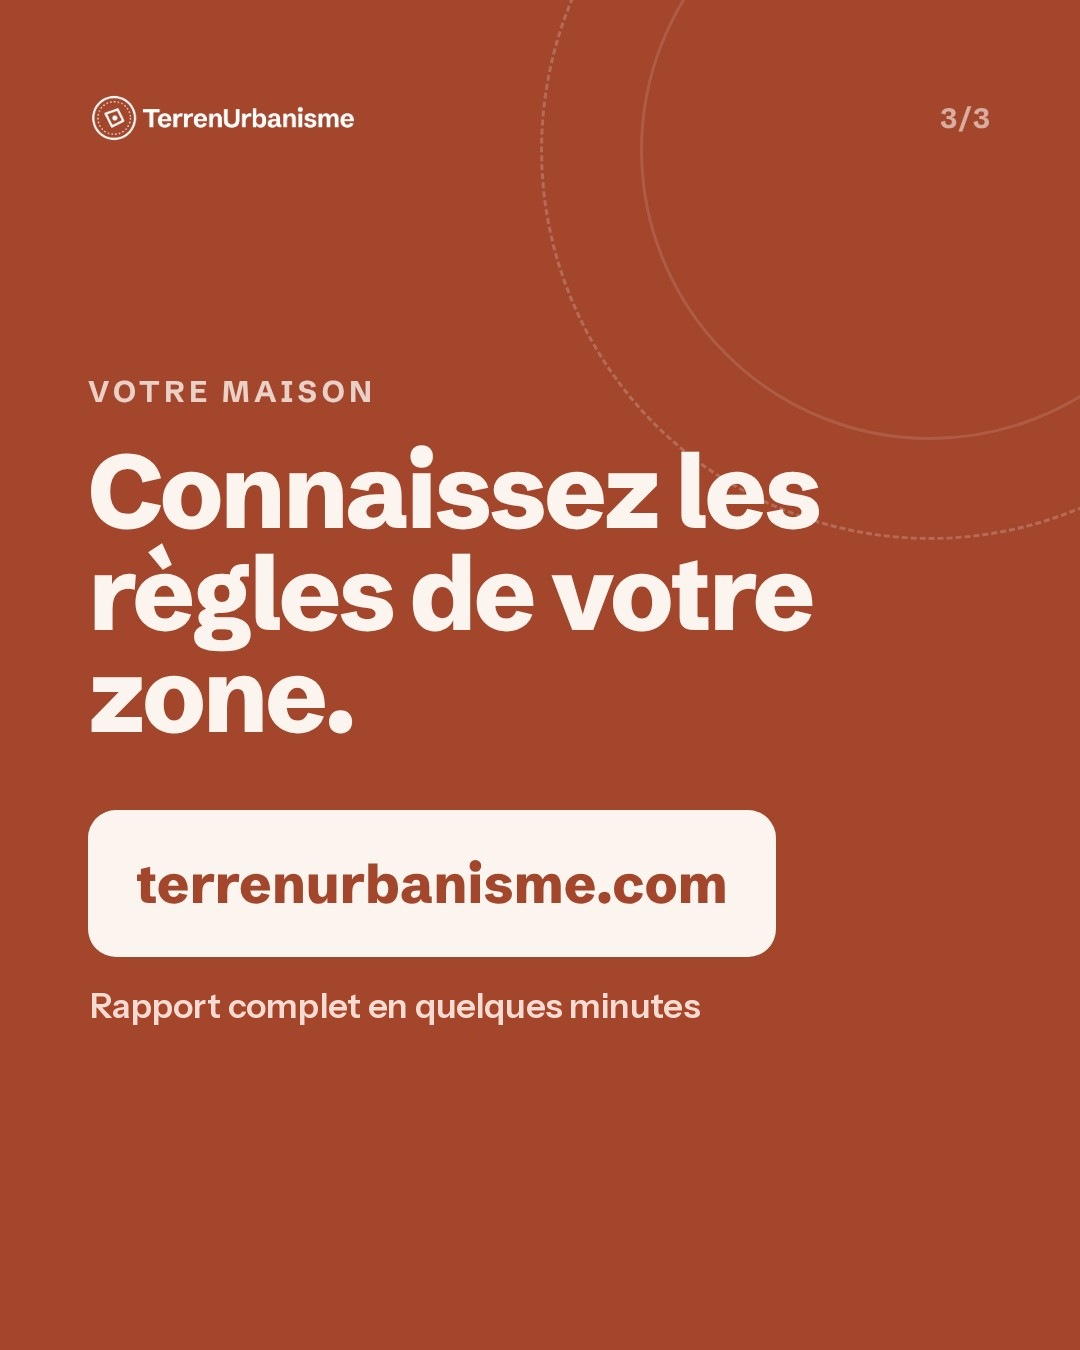 TerrenUrbanisme
3/3
VOTRE MAISON
Connaissez les
règles de votre
zone.
terrenurbanisme.com
Rapport complet en quelques minutes